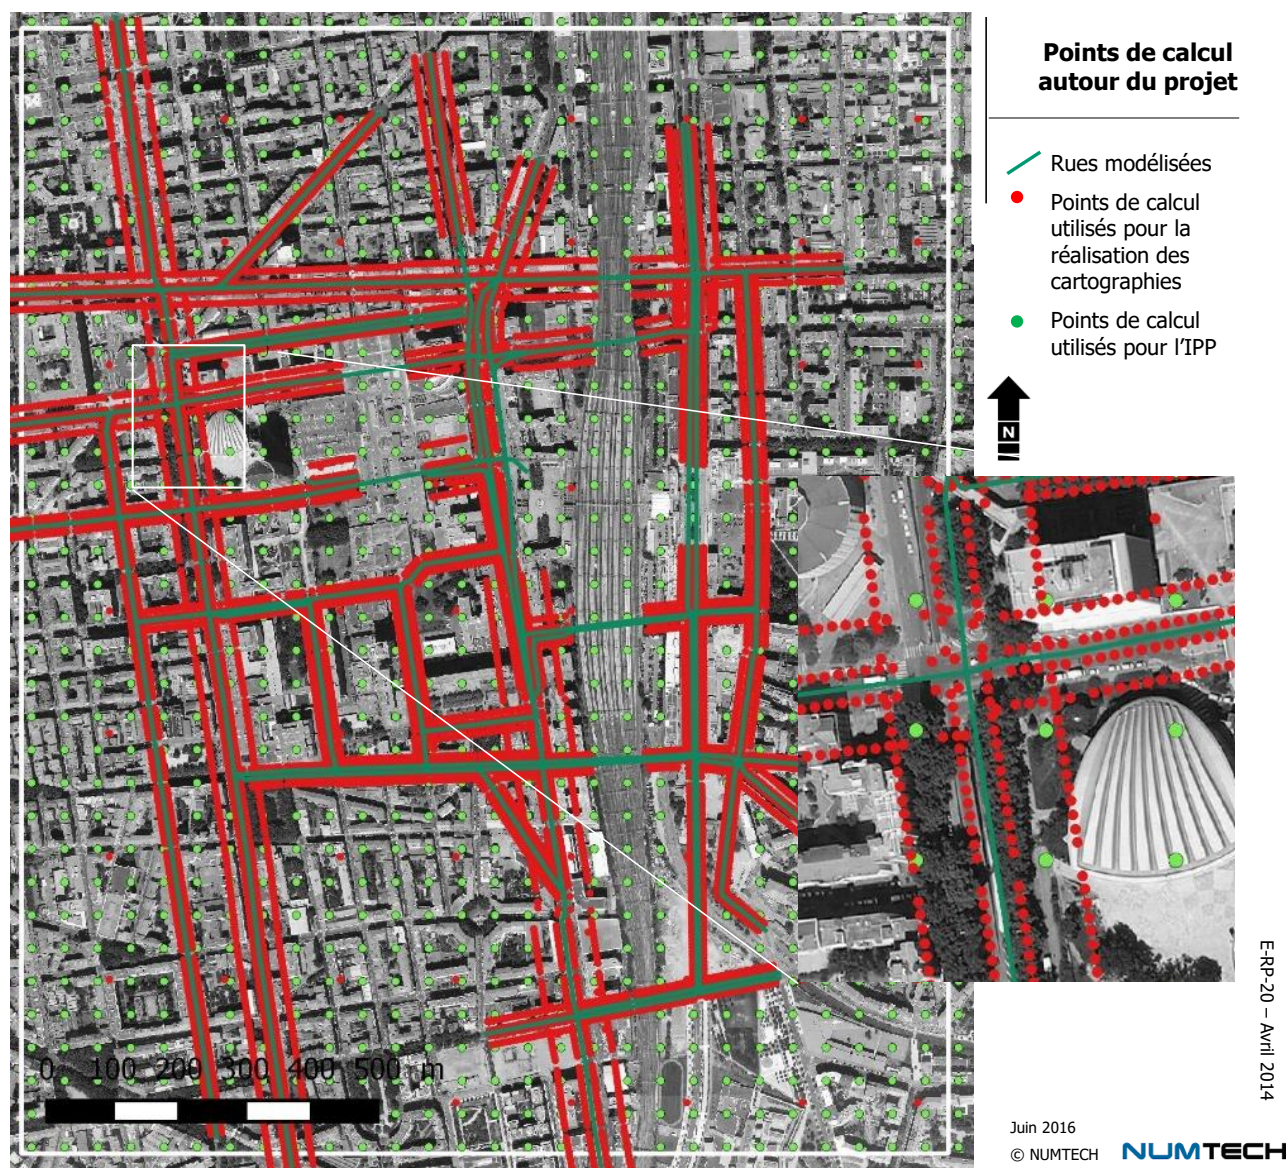 Points de calcul
autour du projet
Rues modélisées
Points de calcul
utilisés pour la
réalisation des
cartographies
Points de calcul
utilisés pour l'IPP
N
0 100 200 300 400 500 m
E-RP-20 – Avril 2014
Juin 2016
© NUMTECH
NUMTECH